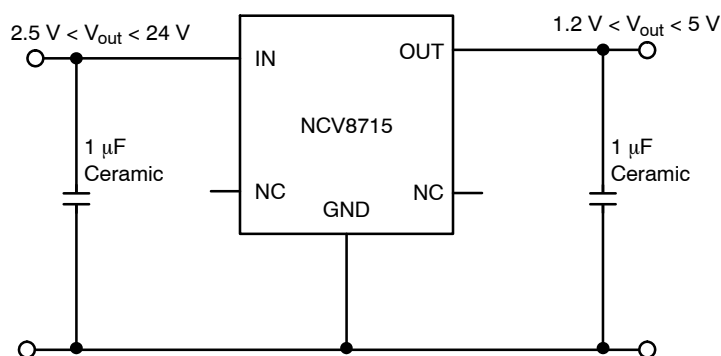 2.5 V < Vout < 24 V
1.2 V < Vout < 5 V
IN
OUT
NCV8715
1 μF
Ceramic
1 μF
Ceramic
NC
NC
GND